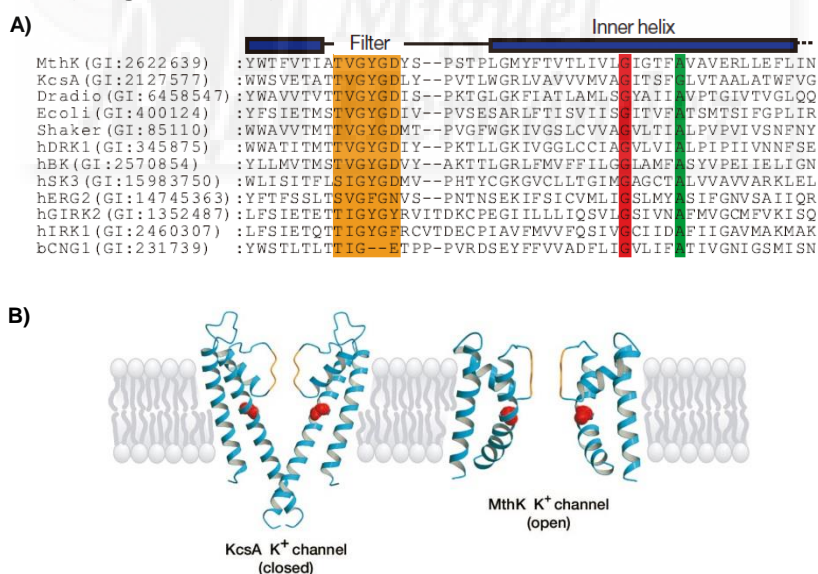 A)
Inner helix
Filter
MthK(GI:2622639) :YWTFVTIATVGYGDYS--PSTPLGMYFTVTLIVLGIGTFAVAVERLLEFLIN
KcsA(GI:2127577) :YWSVETATTVGYGDLY--PVTLWGRLVAVVVMVAGITSFGLVTAALATWFVG
Dradio(GI:6458547) :YWAVVTVTTVGYGDIS--PKTGLGKFIATLAMLSGYAIIAVPTGIVTVGLQQ
Ecoli(GI:400124) :YFSIETMSTVGYGDIV--PVSESARLFTISVIISGITVFATSMTSIFGPLIR
Shaker(GI:85110) :WWAVVTMTTVGYGDMT--PVGFWGKIVGSLCVVAGVLTIALPVPVIVSNFNY
hDRK1(GI:345875) :WWATITMTTVGYGDIY--PKTLLGKIVGGLCCIAGVLVIALPIPIIVNNFSE
hBK(GI:2570854) :YLLMVTMSTVGYGDVY--AKTTLGRLFMVFFILGGLAMFASYVPEIIELIGN
hSK3(GI:15983750) :WLISITFLSIGYGDMV--PHTYCGKGVCLLTGIMGAGCTALVVAVVARKLEL
hERG2(GI:14745363) :YFTFSSLTSVGFGNVS--PNTNSEKIFSICVMLIGSLMYASIFGNVSAIIQR
hGIRK2(GI:1352487) :LFSIETETTIGYGYRVITDKCPEGIILLLIQSVLGSIVNAFMVGCMFVKISQ
hIRK1(GI:2460307) :LFSIETQTTIGYGFRCVTDECPIAVFMVVFQSIVGCIIDAFIIGAVMAKMAK
bCNG1(GI:231739) :YWSTLTLTTIG--ETPP-PVRDSEYFFVVADFLIGVLIFATIVGNIGSMISN
B)
MthK K+ channel
(open)
KcsA K+ channel
(closed)